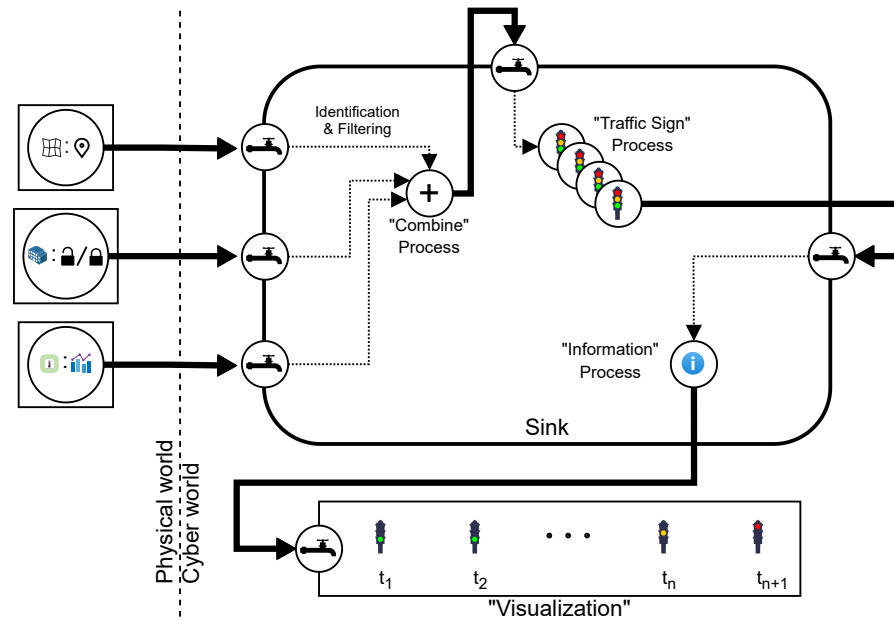 Identification
& Filtering
"Traffic Sign"
Process
:
+
"Combine"
Process
: /
"Information"
Process
i
:
Sink
Physical world
Cyber world
t1
t2
. . .
tn
tn+1
"Visualization"